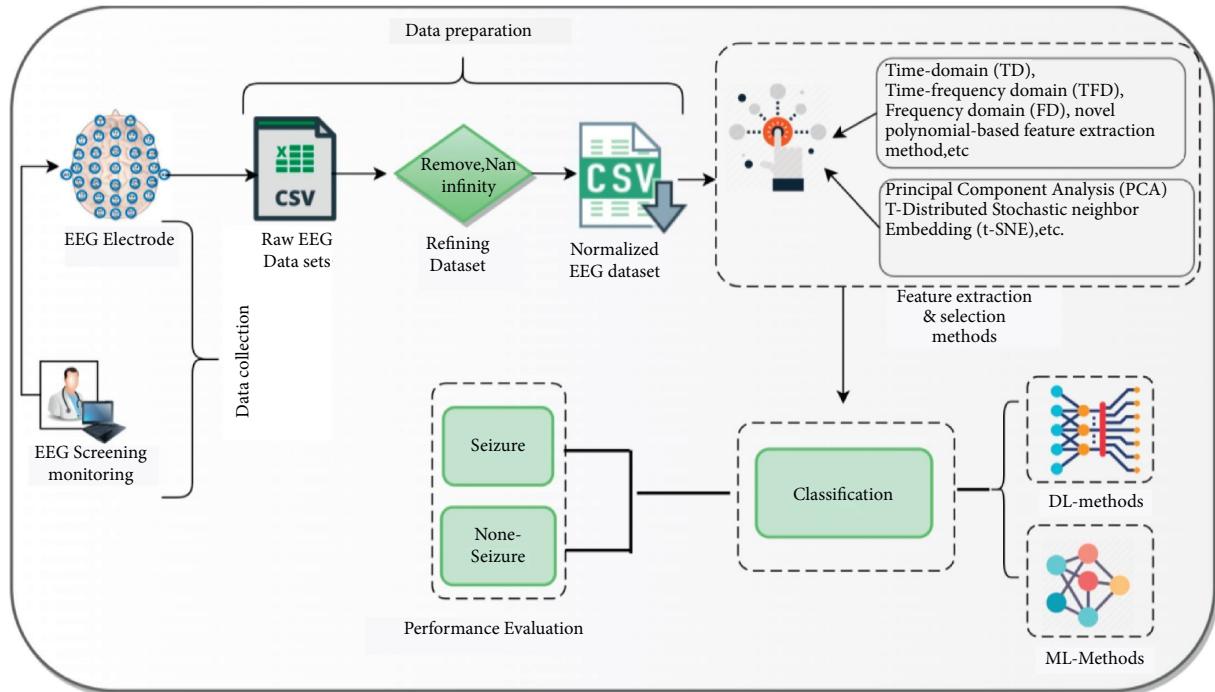 Data preparation
EEG Electrode
X
CSV
Raw EEG
Data sets
Remove,Nan
infinity
Refining
Dataset
CSV
Normalized
EEG dataset
Time-domain (TD),
Time-frequency domain (TFD),
Frequency domain (FD), novel
polynomial-based feature extraction
method,etc
Principal Component Analysis (PCA)
T-Distributed Stochastic neighbor
Embedding (t-SNE),etc.
Feature extraction
& selection
methods
Data collection
EEG Screening
monitoring
Seizure
None-
Seizure
Performance Evaluation
Classification
DL-methods
ML-Methods